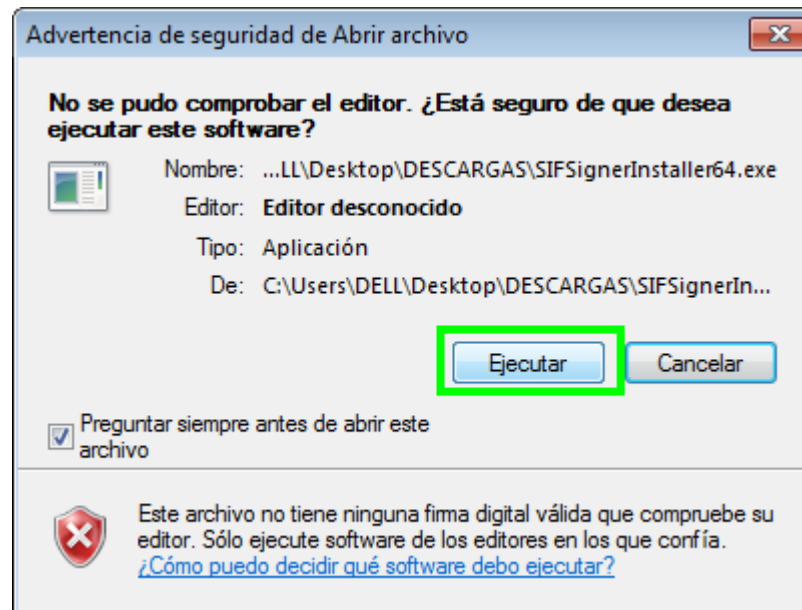 Advertencia de seguridad de Abrir archivo
No se pudo comprobar el editor. ¿Está seguro de que desea
ejecutar este software?
Nombre: ...LL\Desktop\DESCARGAS\SIFSignerInstaller64.exe
Editor: Editor desconocido
Tipo: Aplicación
De: C:\Users\DELL\Desktop\DESCARGAS\SIFSignerIn...
Ejecutar Cancelar
Preguntar siempre antes de abrir este
archivo
Este archivo no tiene ninguna firma digital válida que compruebe su
editor. Sólo ejecute software de los editores en los que confía.
¿Cómo puedo decidir qué software debo ejecutar?